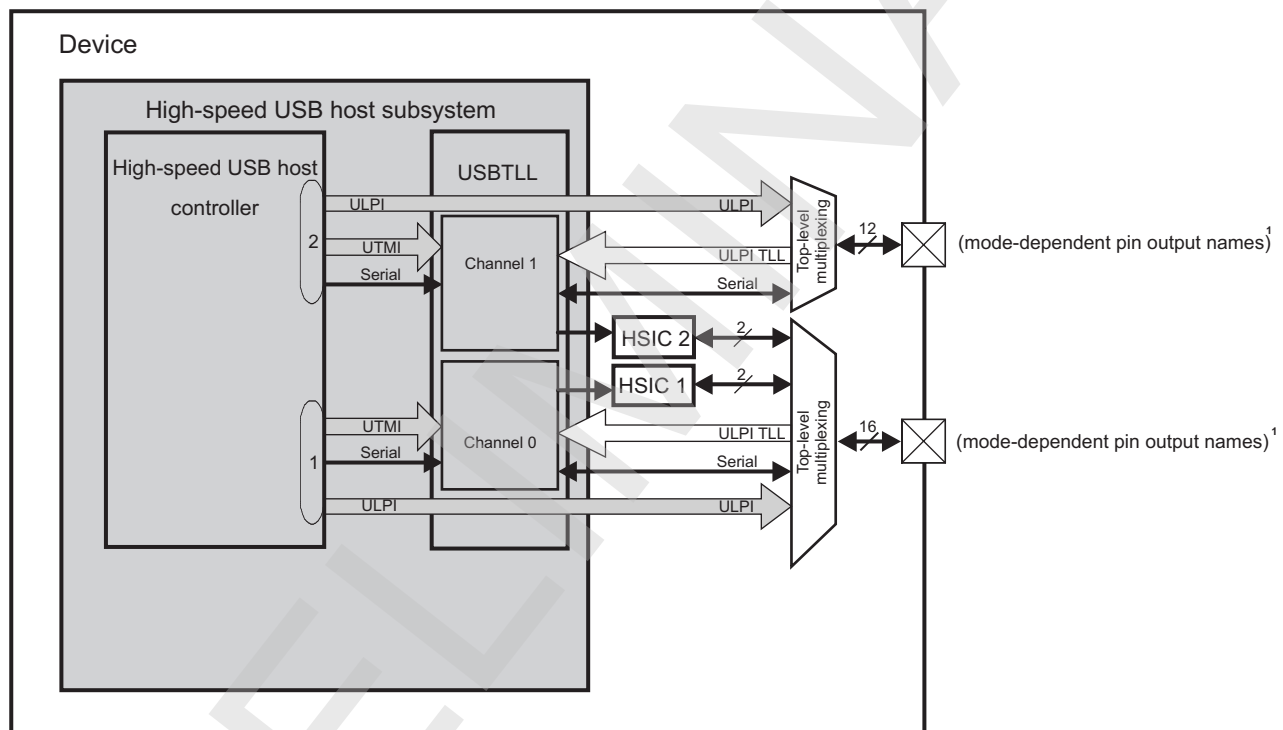 Device
High-speed USB host subsystem
High-speed USB host
controller
USBTLL
ULPI
ULPI
2
UTMI
Serial
Channel 1
ULPI TLL
Serial
Top-level
multiplexing
12
(mode-dependent pin output names)¹
HSIC 2
2
HSIC 1
2
1
UTMI
Serial
Channel 0
ULPI TLL
Serial
Top-level
multiplexing
16
(mode-dependent pin output names)¹
ULPI
ULPI